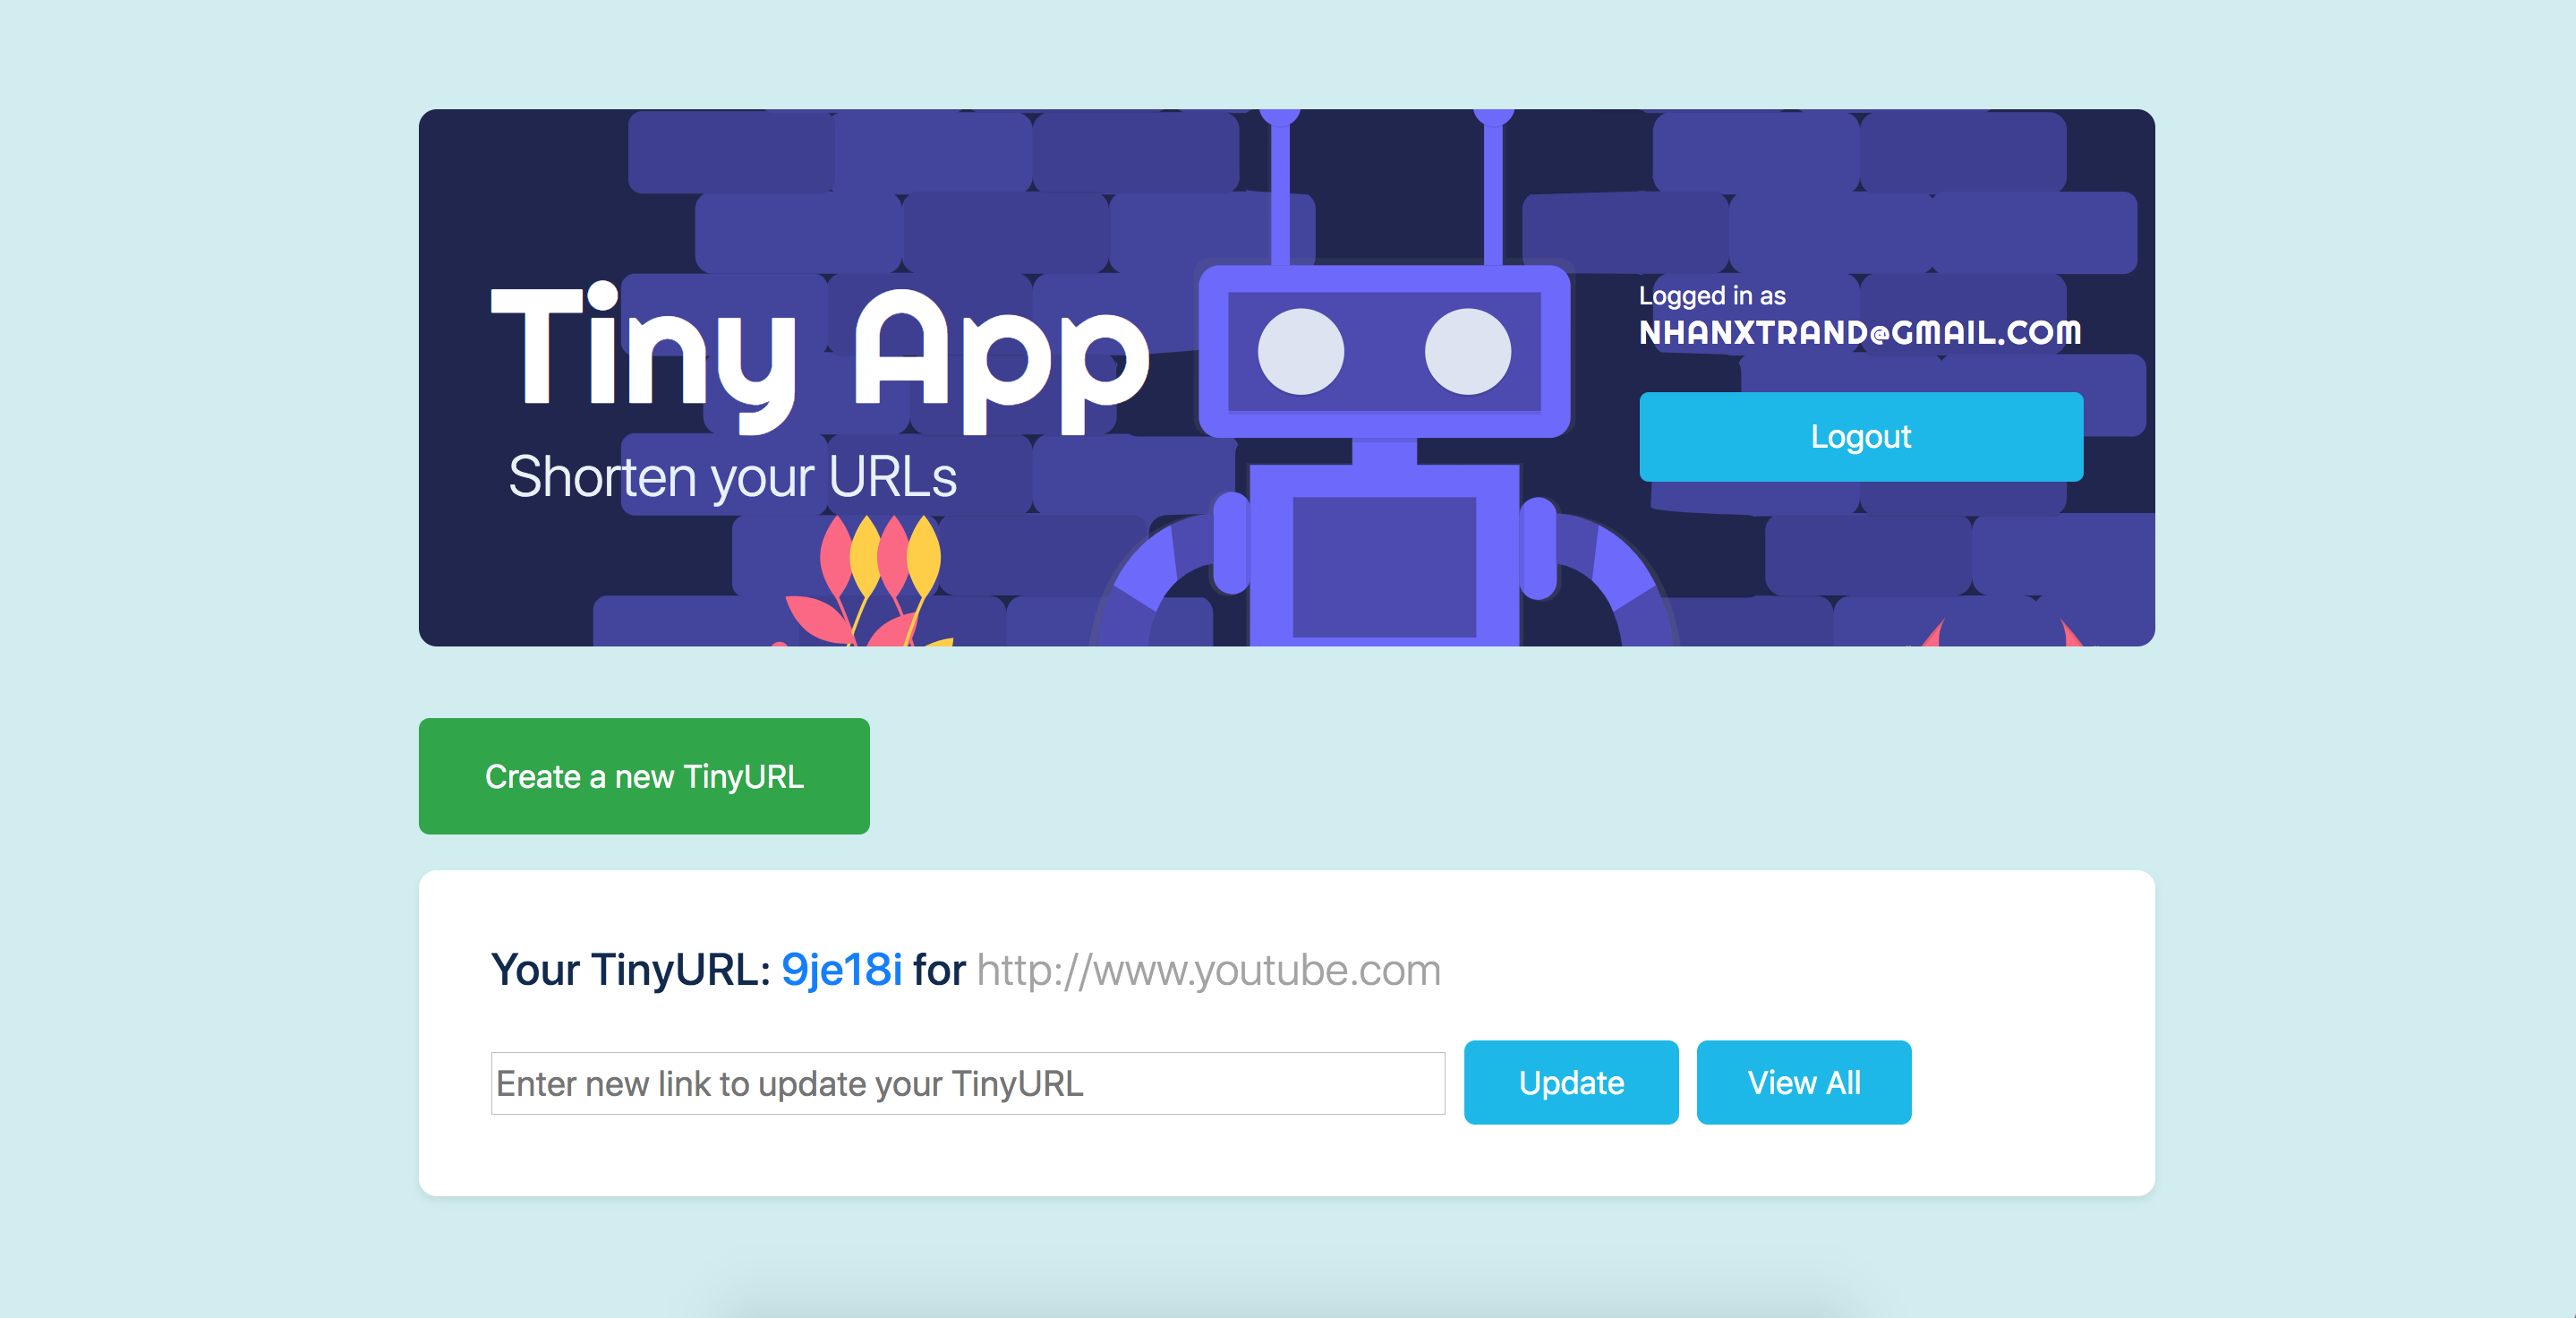 Tiny App
Shorten your URLs
Logged in as
NHANXTRAND@GMAIL.COM
Logout
Create a new TinyURL
Your TinyURL: 9je18i for http://www.youtube.com
Enter new link to update your TinyURL
Update
View All